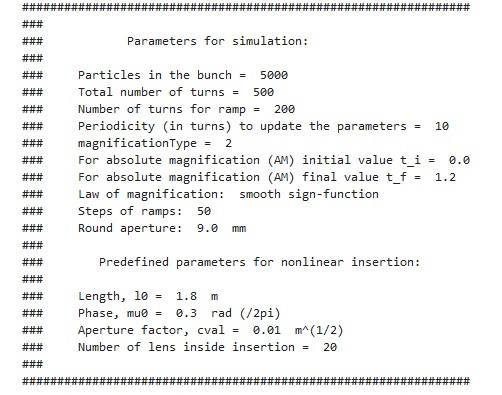 ################################################################
###
###            Parameters for simulation:
###
###     Particles in the bunch =  5000
###     Total number of turns =  500
###     Number of turns for ramp =  200
###     Periodicity (in turns) to update the parameters =  10
###     magnificationType =  2
###     For absolute magnification (AM) initial value t_i =  0.0
###     For absolute magnification (AM) final value t_f =  1.2
###     Law of magnification:  smooth sign-function
###     Steps of ramps:  50
###     Round aperture:  9.0  mm
###
###        Predefined parameters for nonlinear insertion:
###
###     Length, l0 =  1.8  m
###     Phase, mu0 =  0.3  rad (/2pi)
###     Aperture factor, cval =  0.01  m^(1/2)
###     Number of lens inside insertion =  20
###
################################################################